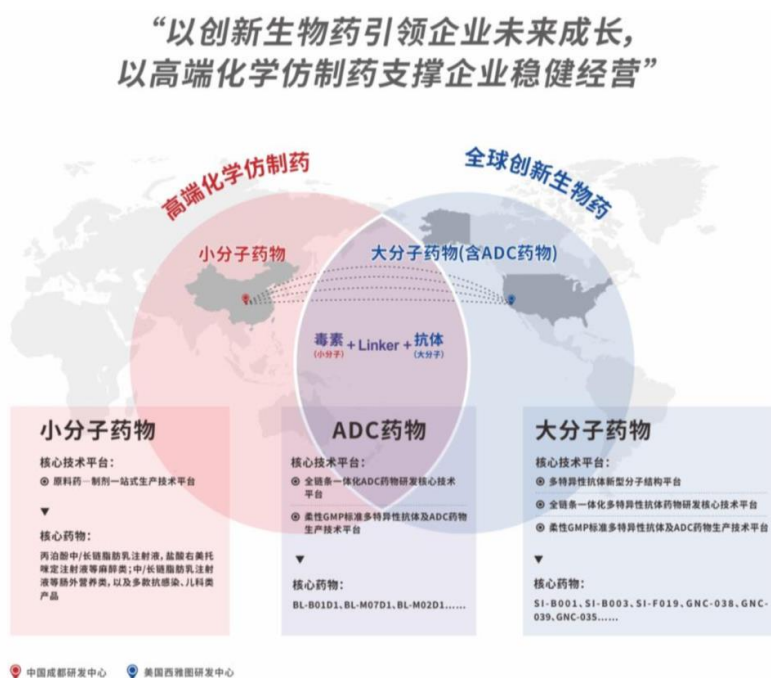 “以创新生物药引领企业未来成长,
以高端化学仿制药支撑企业稳健经营”
高端化学仿制药
全球创新生物药
小分子药物
大分子药物(含ADC药物)
毒素+Linker+抗体
(小分子)
(大分子)
小分子药物
核心技术平台:
原料药—制剂一站式生产技术平台
核心药物:
丙泊酚中/长链脂肪乳注射液,盐酸右美托
咪定注射液等麻醉类;中/长链脂肪乳注射
液等肠外营养类,以及多款抗感染、儿科类
产品
ADC药物
核心技术平台:
全链条一体化ADC药物研发核心技术
平台
柔性GMP标准多特异性抗体及ADC药物
生产技术平台
核心药物:
BL-B01D1、BL-M07D1、BL-M02D1......
大分子药物
核心技术平台:
多特异性抗体新型分子结构平台
全链条一体化多特异性抗体药物研发核心技术平台
柔性GMP标准多特异性抗体及ADC药物生产技术平台
核心药物:
SI-B001、SI-B003、SI-F019、GNC-038、GNC-
039、GNC-035......
中国成都研发中心
美国西雅图研发中心